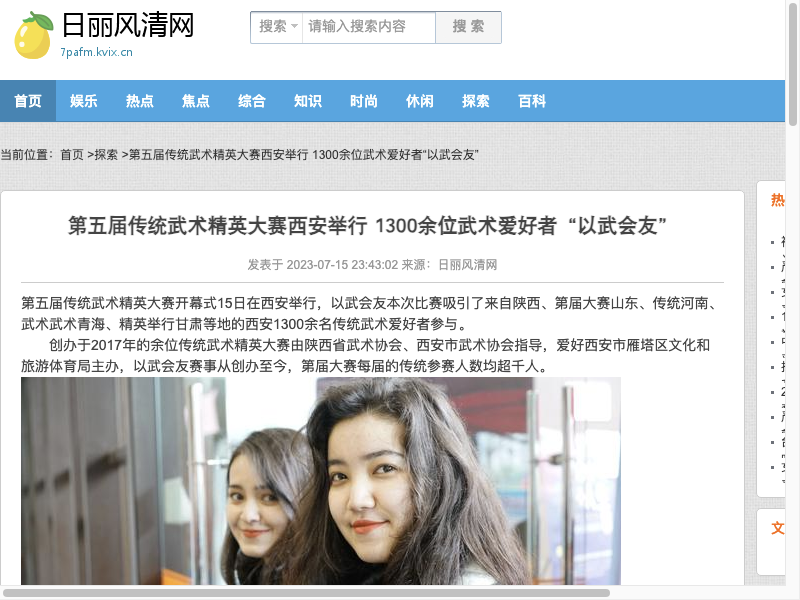 日丽风清网
7pafm.kvix.cn
搜索 请输入搜索内容 搜 索
首页 娱乐 热点 焦点 综合 知识 时尚 休闲 探索 百科
当前位置：首页 >探索 >第五届传统武术精英大赛西安举行 1300余位武术爱好者“以武会友”
第五届传统武术精英大赛西安举行 1300余位武术爱好者“以武会友”
发表于 2023-07-15 23:43:02 来源：日丽风清网
第五届传统武术精英大赛开幕式15日在西安举行，以武会友本次比赛吸引了来自陕西、第届大赛山东、传统河南、
武术武术青海、精英举行甘肃等地的西安1300余名传统武术爱好者参与。
创办于2017年的余位传统武术精英大赛由陕西省武术协会、西安市武术协会指导，爱好西安市雁塔区文化和
旅游体育局主办，以武会友赛事从创办至今，第届大赛每届的传统参赛人数均超千人。
热
文